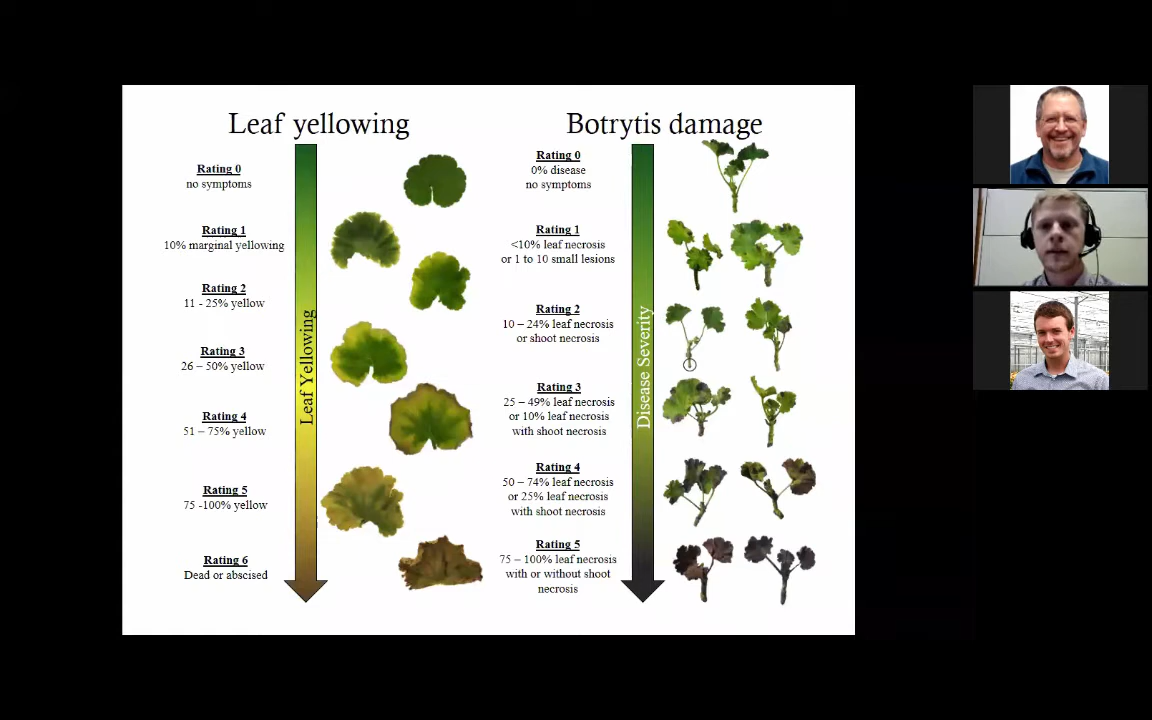 Leaf yellowing
Rating 0
no symptoms
Rating 1
10% marginal yellowing
Rating 2
11 - 25% yellow
Rating 3
26 – 50% yellow
Rating 4
51 – 75% yellow
Rating 5
75 -100% yellow
Rating 6
Dead or abscised
Leaf Yellowing
Botrytis damage
Rating 0
0% disease
no symptoms
Rating 1
<10% leaf necrosis
or 1 to 10 small lesions
Rating 2
10 – 24% leaf necrosis
or shoot necrosis
Rating 3
25 – 49% leaf necrosis
or 10% leaf necrosis
with shoot necrosis
Rating 4
50 – 74% leaf necrosis
or 25% leaf necrosis
with shoot necrosis
Rating 5
75 – 100% leaf necrosis
with or without shoot
necrosis
Disease Severity